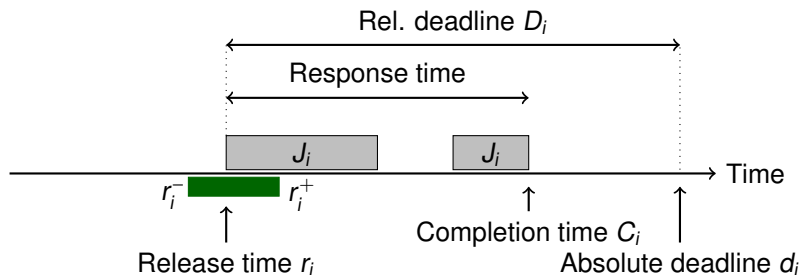 Rel. deadline Dᵢ
Response time
Jᵢ
Jᵢ
Time
rᵢ⁻
rᵢ⁺
Completion time Cᵢ
Release time rᵢ
Absolute deadline dᵢ